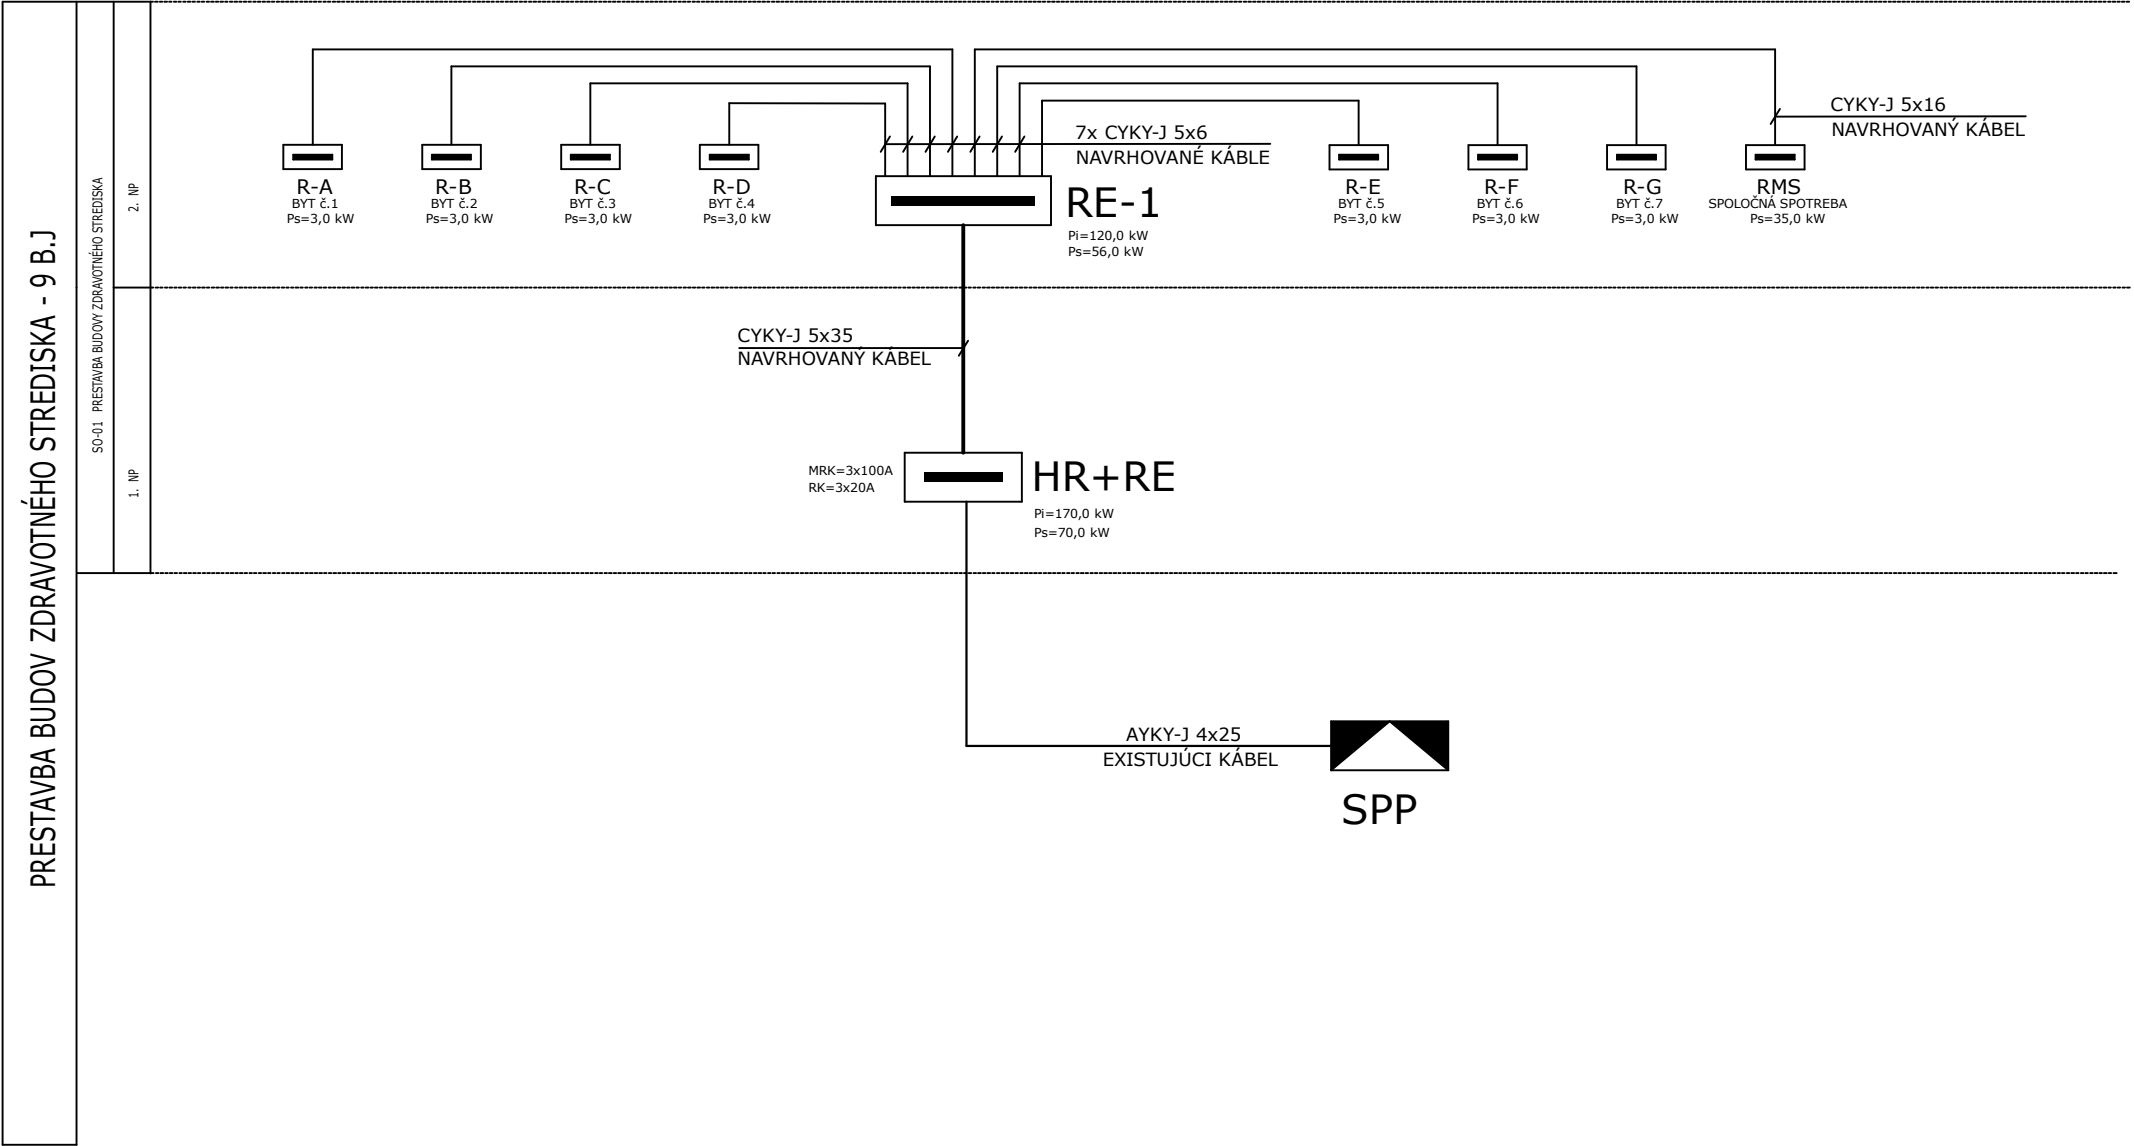 PRESTAVBA BUDOV ZDRAVOTNÉHO STREDISKA - 9 B.J
SO-01 PRESTAVBA BUDOVY ZDRAVOTNÉHO STREDISKA
2. NP
1. NP
R-A
BYT č.1
Ps=3,0 kW
R-B
BYT č.2
Ps=3,0 kW
R-C
BYT č.3
Ps=3,0 kW
R-D
BYT č.4
Ps=3,0 kW
7x CYKY-J 5x6
NAVRHOVANÉ KÁBLE
RE-1
Pi=120,0 kW
Ps=56,0 kW
R-E
BYT č.5
Ps=3,0 kW
R-F
BYT č.6
Ps=3,0 kW
R-G
BYT č.7
Ps=3,0 kW
RMS
SPOLOČNÁ SPOTREBA
Ps=35,0 kW
CYKY-J 5x16
NAVRHOVANÝ KÁBEL
CYKY-J 5x35
NAVRHOVANÝ KÁBEL
MRK=3x100A
RK=3x20A
HR+RE
Pi=170,0 kW
Ps=70,0 kW
AYKY-J 4x25
EXISTUJÚCI KÁBEL
SPP